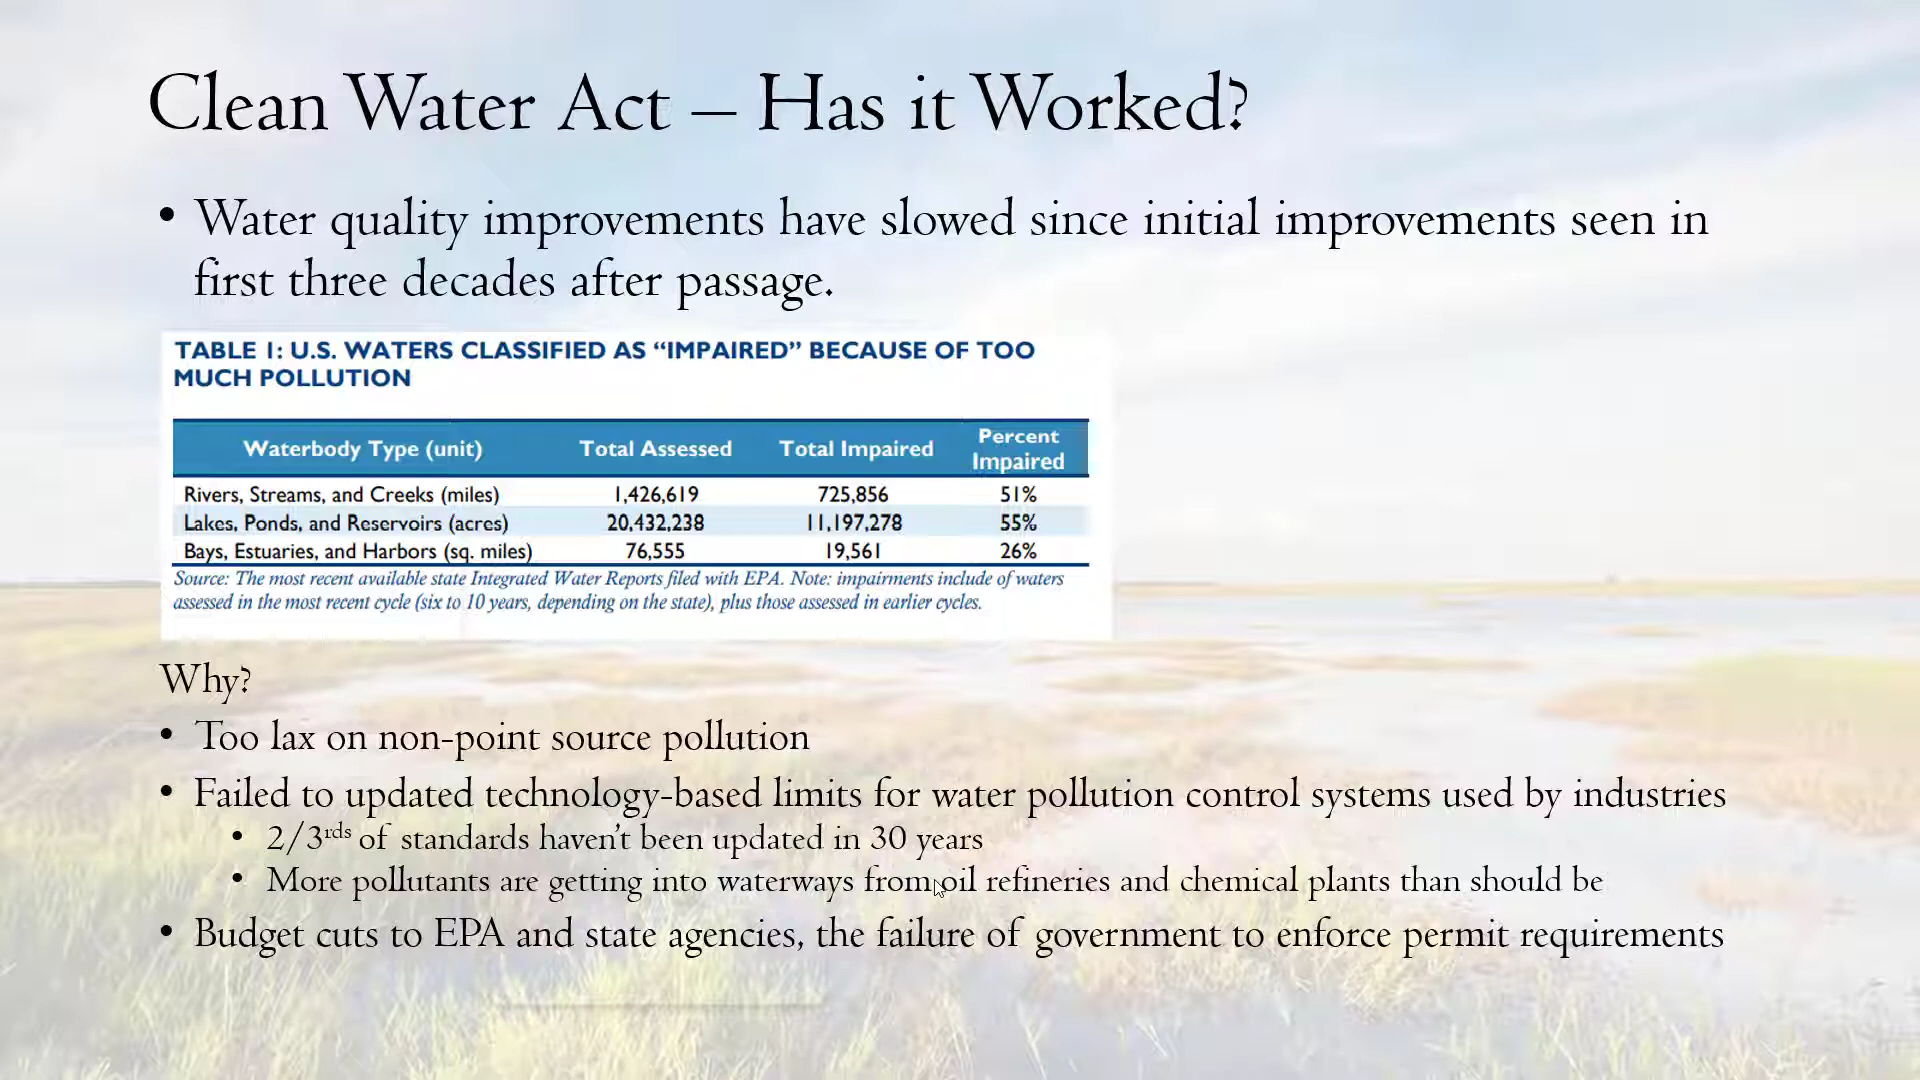 Clean Water Act – Has it Worked?
• Water quality improvements have slowed since initial improvements seen in
first three decades after passage.
TABLE 1: U.S. WATERS CLASSIFIED AS “IMPAIRED” BECAUSE OF TOO
MUCH POLLUTION
Waterbody Type (unit) Total Assessed Total Impaired Percent Impaired
Rivers, Streams, and Creeks (miles) 1,426,619 725,856 51%
Lakes, Ponds, and Reservoirs (acres) 20,432,238 11,197,278 55%
Bays, Estuaries, and Harbors (sq. miles) 76,555 19,561 26%
Source: The most recent available state Integrated Water Reports filed with EPA. Note: impairments include of waters
assessed in the most recent cycle (six to 10 years, depending on the state), plus those assessed in earlier cycles.
Why?
• Too lax on non-point source pollution
• Failed to updated technology-based limits for water pollution control systems used by industries
• 2/3rds of standards haven’t been updated in 30 years
• More pollutants are getting into waterways from oil refineries and chemical plants than should be
• Budget cuts to EPA and state agencies, the failure of government to enforce permit requirements